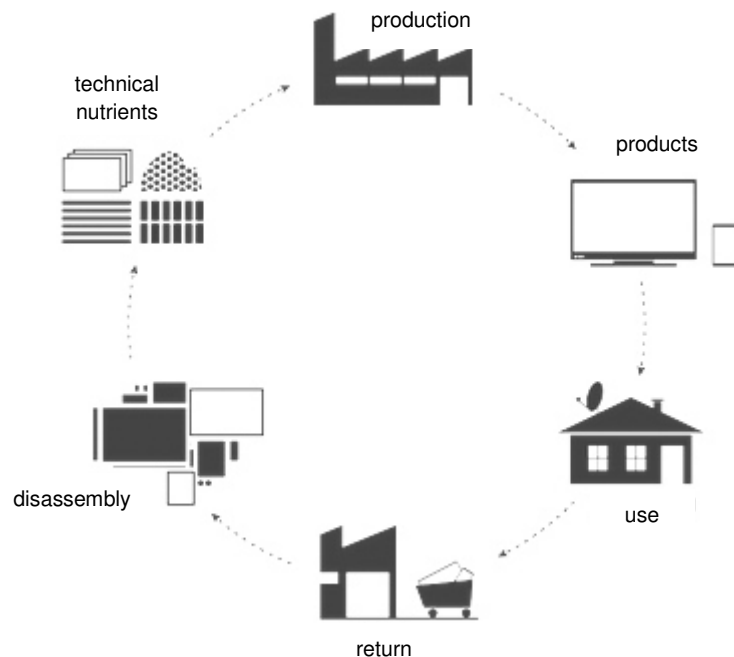 production
technical
nutrients
products
use
disassembly
return